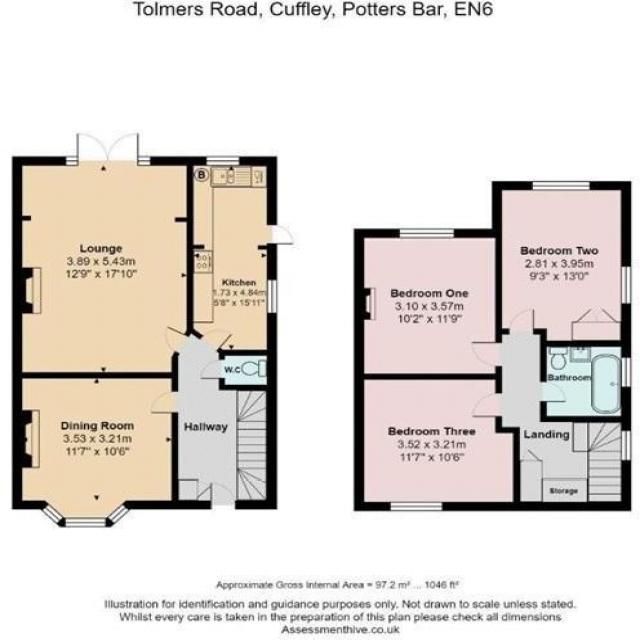 Tolmers Road, Cuffley, Potters Bar, EN6
B
Lounge
3.89 x 5.43m
12'9" x 17'10"
Kitchen
1.73 x 4.84m
5'8" x 15'11"
W.C
Dining Room
3.53 x 3.21m
11'7" x 10'6"
Hallway
Bedroom Two
2.81 x 3.95m
9'3" x 13'0"
Bedroom One
3.10 x 3.57m
10'2" x 11'9"
Bathroom
Bedroom Three
3.52 x 3.21m
11'7" x 10'6"
Landing
Storage
Approximate Gross Internal Area = 97.2 m² ... 1046 ft²
Illustration for identification and guidance purposes only. Not drawn to scale unless stated.
Whilst every care is taken in the preparation of this plan please check all dimensions
Assessmenthive.co.uk